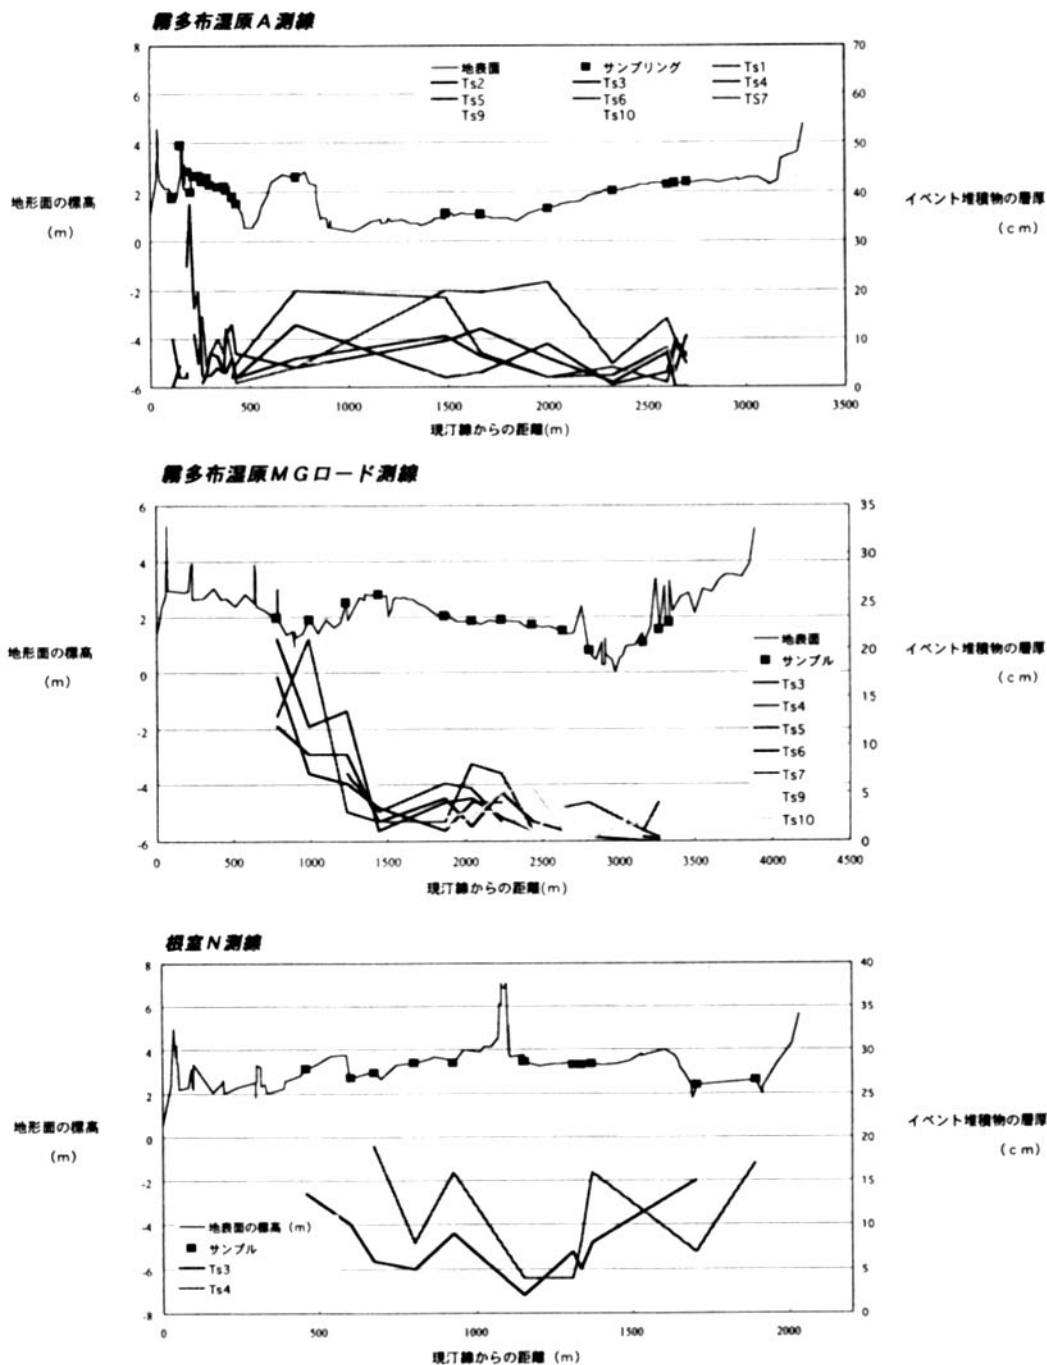 霧多布湿原A測線
8
6
4
2
0
-2
-4
-6
70
60
50
40
30
20
10
0
地表面 サンプリング Ts1
Ts2 Ts3 Ts4
Ts5 Ts6 TS7
Ts9 Ts10
地形面の標高
(m)
イベント堆積物の層厚
(cm)
0 500 1000 1500 2000 2500 3000 3500
現汀線からの距離(m)
霧多布湿原MGロード測線
6
4
2
0
-2
-4
-6
35
30
25
20
15
10
5
0
地表面
サンプル
Ts3
Ts4
Ts5
Ts6
Ts7
Ts9
Ts10
地形面の標高
(m)
イベント堆積物の層厚
(cm)
0 500 1000 1500 2000 2500 3000 3500 4000 4500
現汀線からの距離(m)
根室N測線
8
6
4
2
0
-2
-4
-6
-8
40
35
30
25
20
15
10
5
0
地形面の標高
(m)
イベント堆積物の層厚
(cm)
地表面の標高(m)
サンプル
Ts3
Ts4
0 500 1000 1500 2000
現汀線からの距離(m)